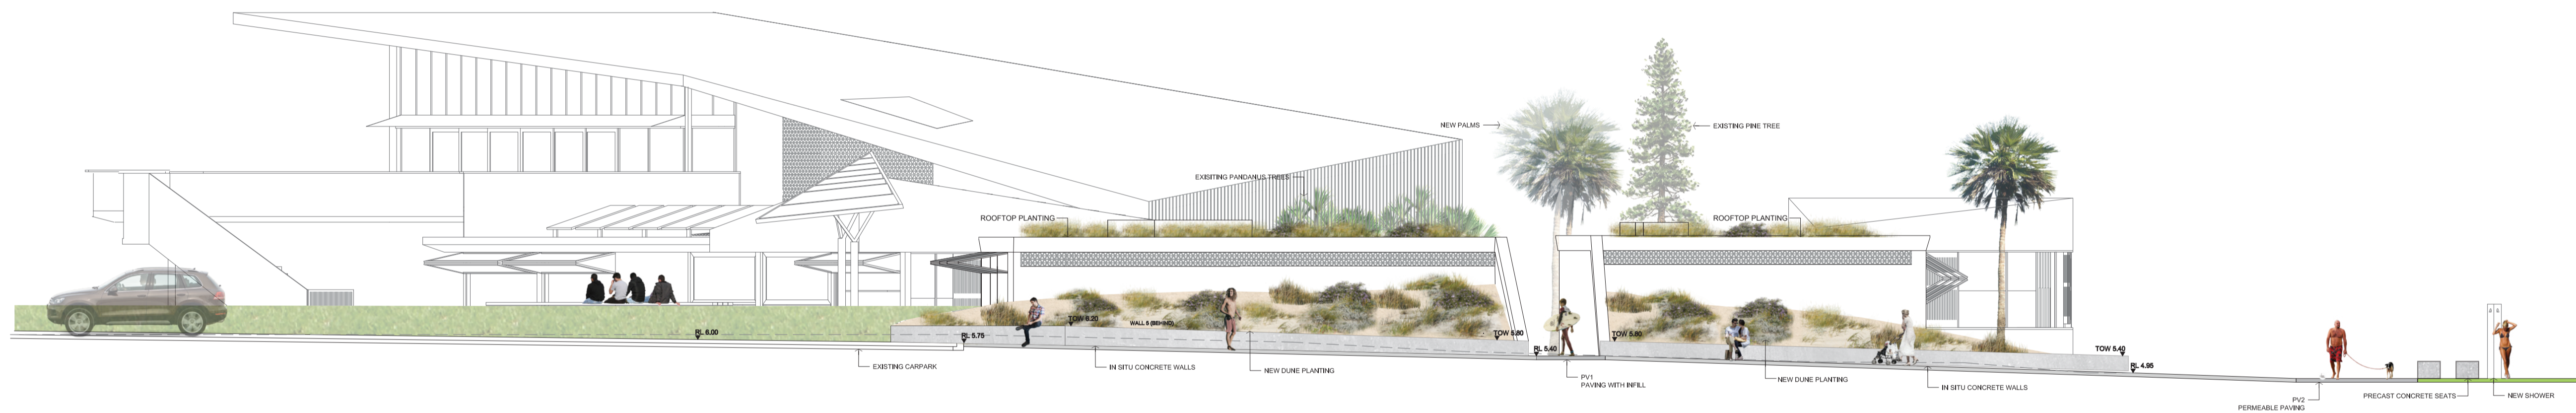 NEW PALMS
EXISTING PINE TREE
EXISITING PANDANUS TREES
ROOFTOP PLANTING
ROOFTOP PLANTING
RL 6.00
RL 5.75
TOW 6.20
WALL 5 (BEHIND)
TOW 5.80
RL 5.40
TOW 5.80
TOW 5.40
RL 4.95
EXISTING CARPARK
IN SITU CONCRETE WALLS
NEW DUNE PLANTING
PV1
PAVING WITH INFILL
NEW DUNE PLANTING
IN SITU CONCRETE WALLS
PV2
PERMEABLE PAVING
PRECAST CONCRETE SEATS
NEW SHOWER